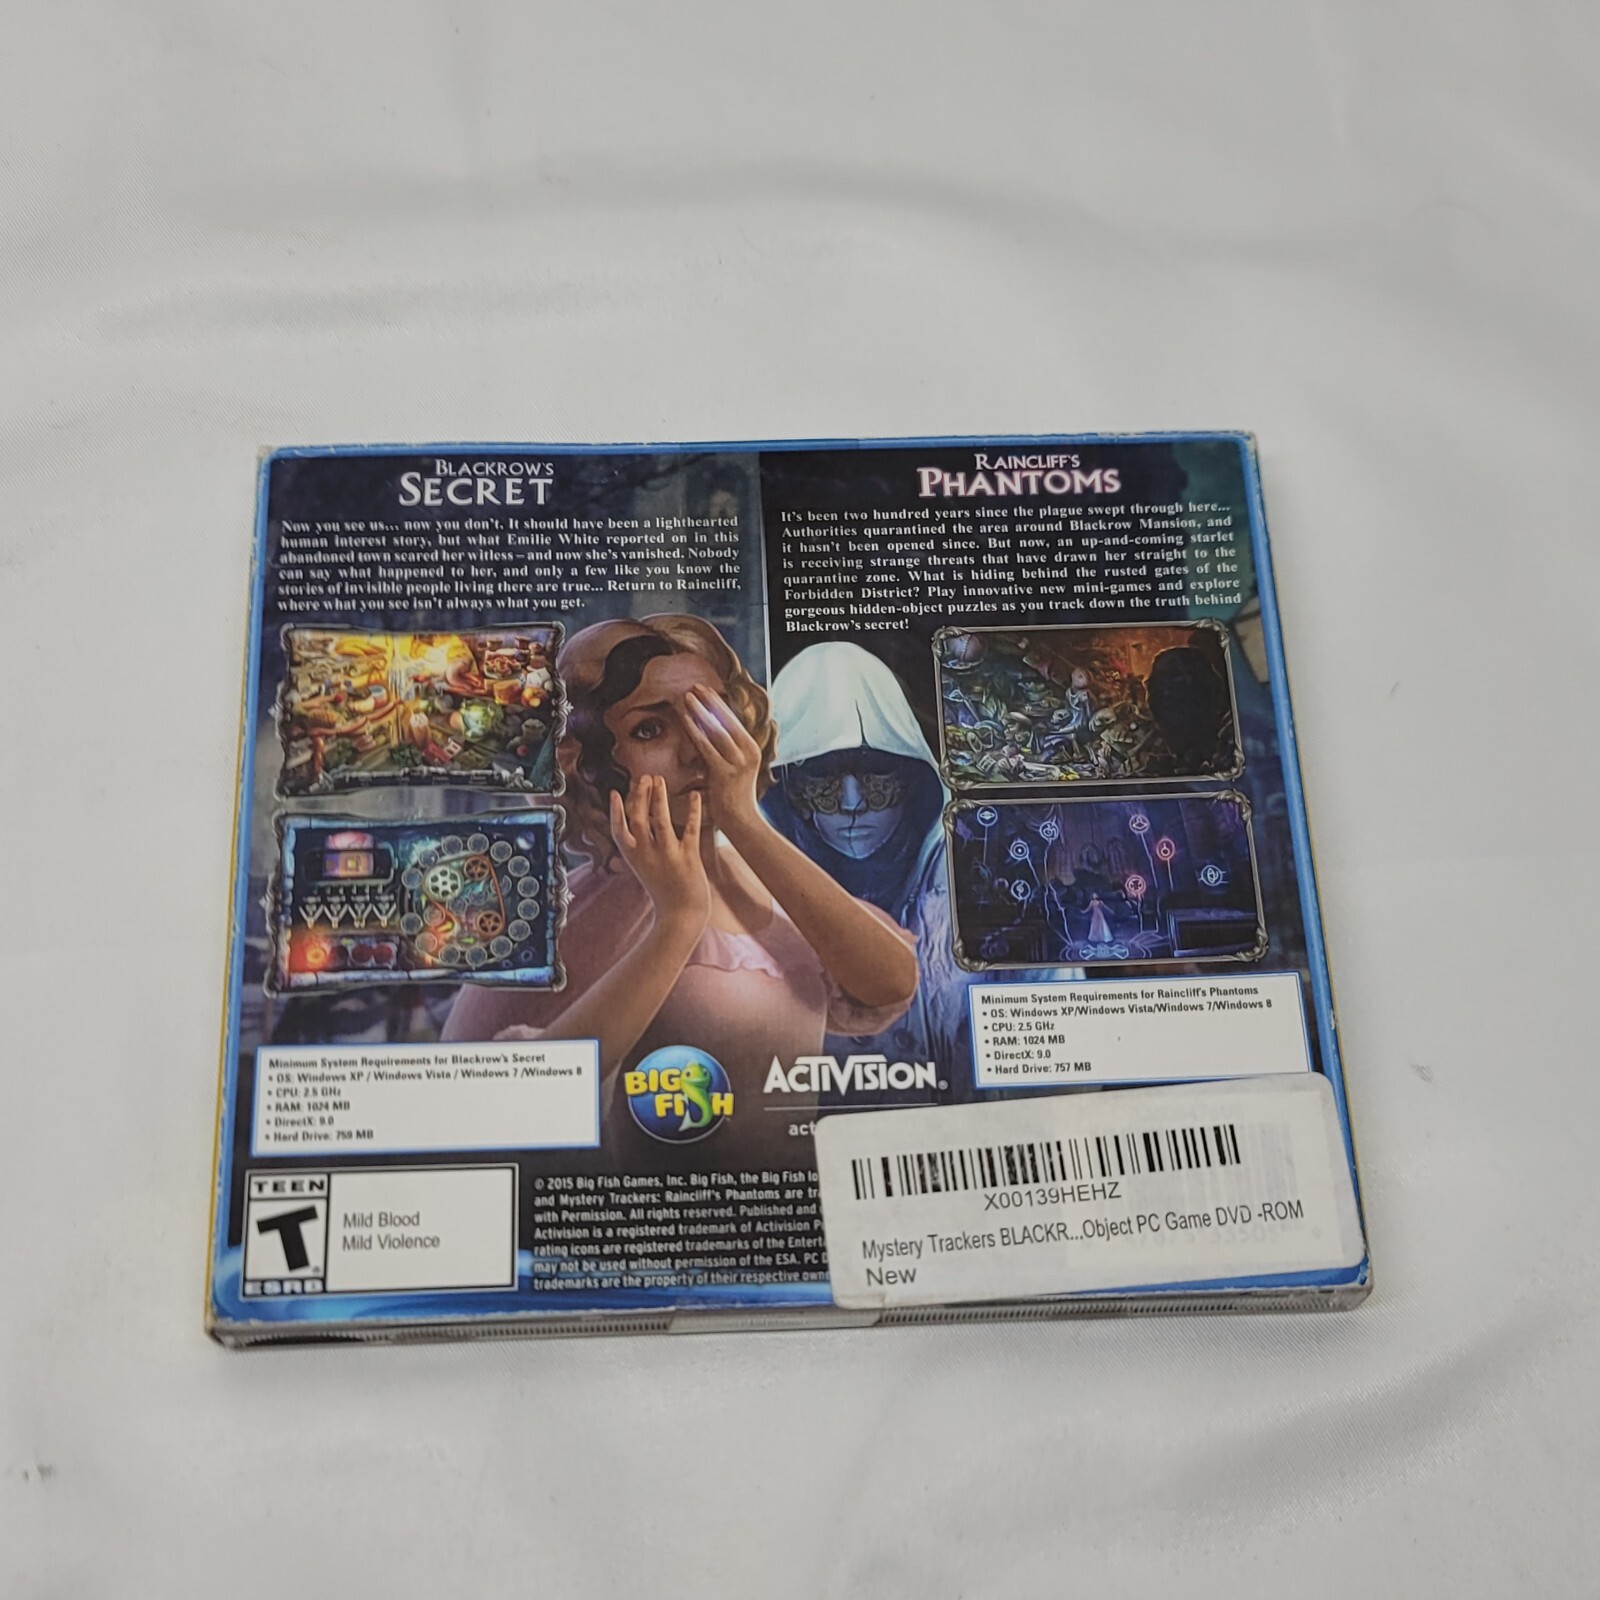 BLACKROW'S
SECRET
Now you see us... now you don't. It should have been a lighthearted
human interest story, but what Emilie White reported on in this
abandoned town scared her witless – and now she's vanished. Nobody
can say what happened to her, and only a few like you know the
stories of invisible people living there are true... Return to Raincliff,
where what you see isn't always what you get.
RAINCLIFF'S
PHANTOMS
It's been two hundred years since the plague swept through here...
Authorities quarantined the area around Blackrow Mansion, and
it hasn't been opened since. But now, an up-and-coming starlet
is receiving strange threats that have drawn her straight to the
quarantine zone. What is hiding behind the rusted gates of the
Forbidden District? Play innovative new mini-games and explore
gorgeous hidden-object puzzles as you track down the truth behind
Blackrow's secret!
Minimum System Requirements for Blackrow's Secret
• OS: Windows XP / Windows Vista / Windows 7 /Windows 8
• CPU: 2.5 GHz
• RAM: 1024 MB
• DirectX: 9.0
• Hard Drive: 759 MB
BIG
FISH
ACTIVISION®
act
Minimum System Requirements for Raincliff's Phantoms
• OS: Windows XP/Windows Vista/Windows 7/Windows 8
• CPU: 2.5 GHz
• RAM: 1024 MB
• DirectX: 9.0
• Hard Drive: 757 MB
TEEN
T
ESRB
Mild Blood
Mild Violence
© 2015 Big Fish Games, Inc. Big Fish, the Big Fish lo
and Mystery Trackers: Raincliff's Phantoms are tr
with Permission. All rights reserved. Published and
Activision is a registered trademark of Activision P
rating icons are registered trademarks of the Entert
may not be used without permission of the ESA. PC D
trademarks are the property of their respective own
X00139HEHZ
Mystery Trackers BLACKR...Object PC Game DVD -ROM
New